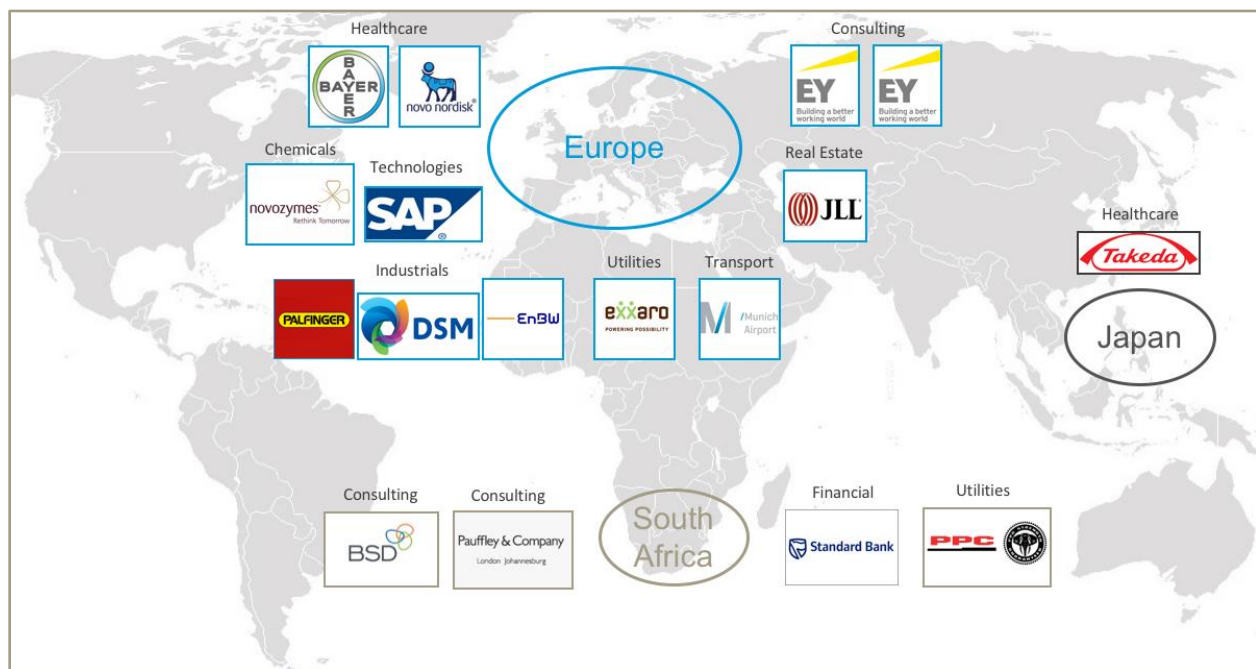 Healthcare
Consulting
BAYER
BAYER
novo nordisk®
EY
Building a better
working world
EY
Building a better
working world
Europe
Chemicals
Technologies
Real Estate
novozymes
Rethink Tomorrow
SAP
®
JLL
Healthcare
Takeda
Industrials
Utilities
Transport
PALFINGER
DSM
EnBW
exxaro
POWERING POSSIBILITY
M
Munich
Airport
Japan
Consulting
Consulting
South
Africa
Financial
Utilities
BSD
Pauffley & Company
London Johannesburg
Standard Bank
PPC